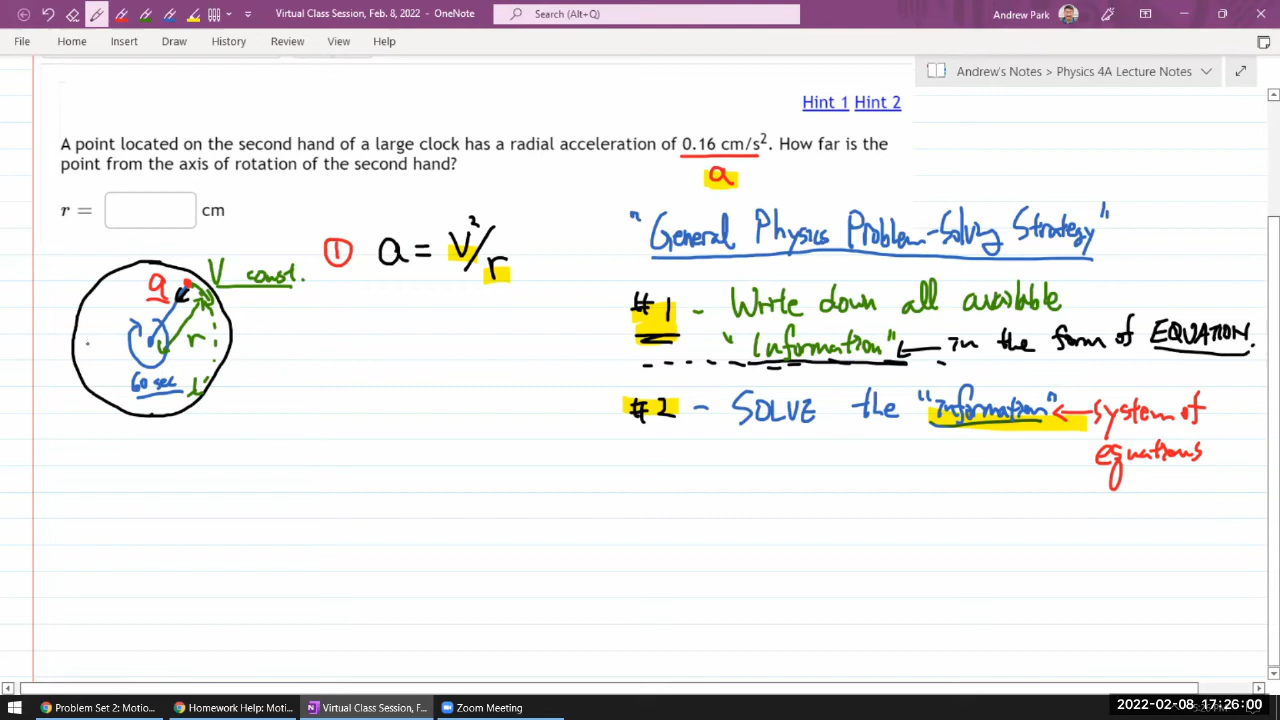 Virtual Class Session, Feb. 8, 2022 - OneNote
Search (Alt+Q)
Andrew Park
File Home Insert Draw History Review View Help
Andrew's Notes > Physics 4A Lecture Notes
Hint 1 Hint 2
A point located on the second hand of a large clock has a radial acceleration of 0.16 cm/s². How far is the
point from the axis of rotation of the second hand?
a
r = cm
① a = v²/r
V const.
a
r
60 sec
"General Physics Problem-Solving Strategy"
#1 - Write down all available
"Information" ← in the form of EQUATION.
#2 - SOLVE the "information" ← system of
equations
Problem Set 2: Motio...
Homework Help: Moti...
Virtual Class Session, F...
Zoom Meeting
2022-02-08 17:26:00